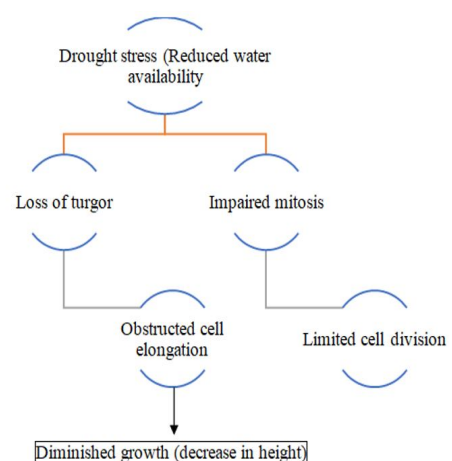 Drought stress (Reduced water
availability
Loss of turgor
Impaired mitosis
Obstructed cell
elongation
Limited cell division
Diminished growth (decrease in height)